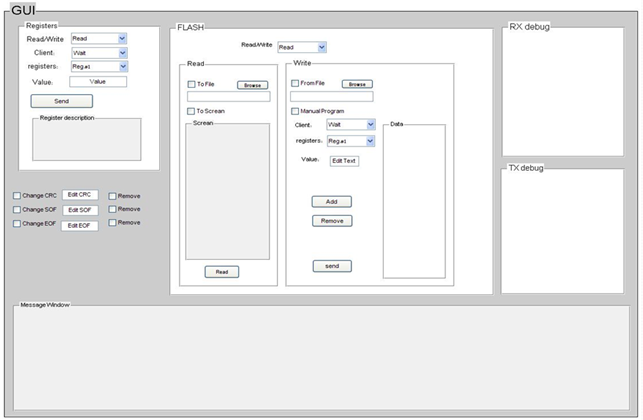 GUI
Registers
Read/Write Read
Client: Wait
registers: Reg#1
Value: Value
Send
Register description
Change CRC Edit CRC Remove
Change SOF Edit SOF Remove
Change EOF Edit EOF Remove
FLASH
Read/Write Read
Read
To File Browse
To Screan
Screan
Read
Write
From File Browse
Manual Program
Client: Wait
registers: Reg#1
Value: Edit Text
Add
Remove
send
Data
RX debug
TX debug
Message Window